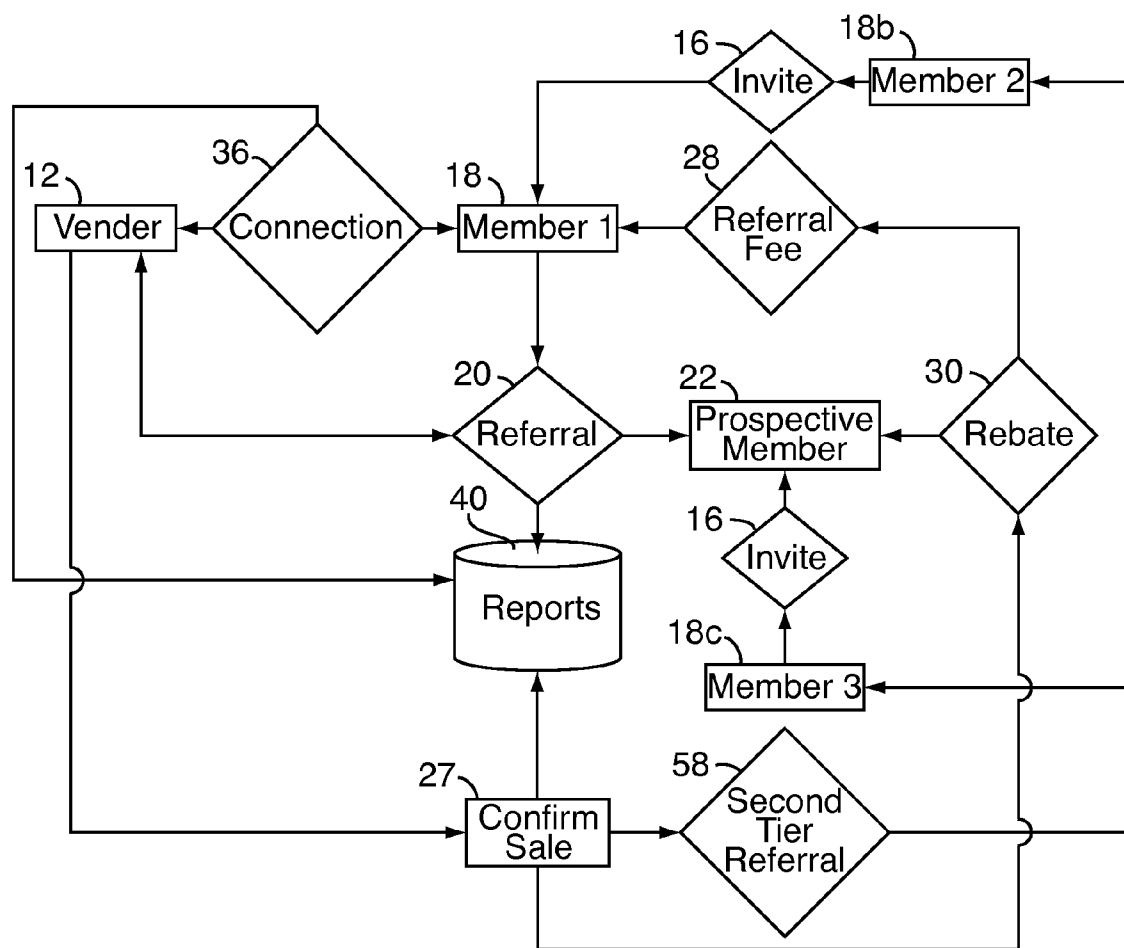 16
18b
Invite
Member 2
36
12
18
28
Vender
Connection
Member 1
Referral
Fee
20
22
30
Referral
Prospective
Member
Rebate
40
16
Invite
Reports
18c
Member 3
27
58
Confirm
Sale
Second
Tier
Referral